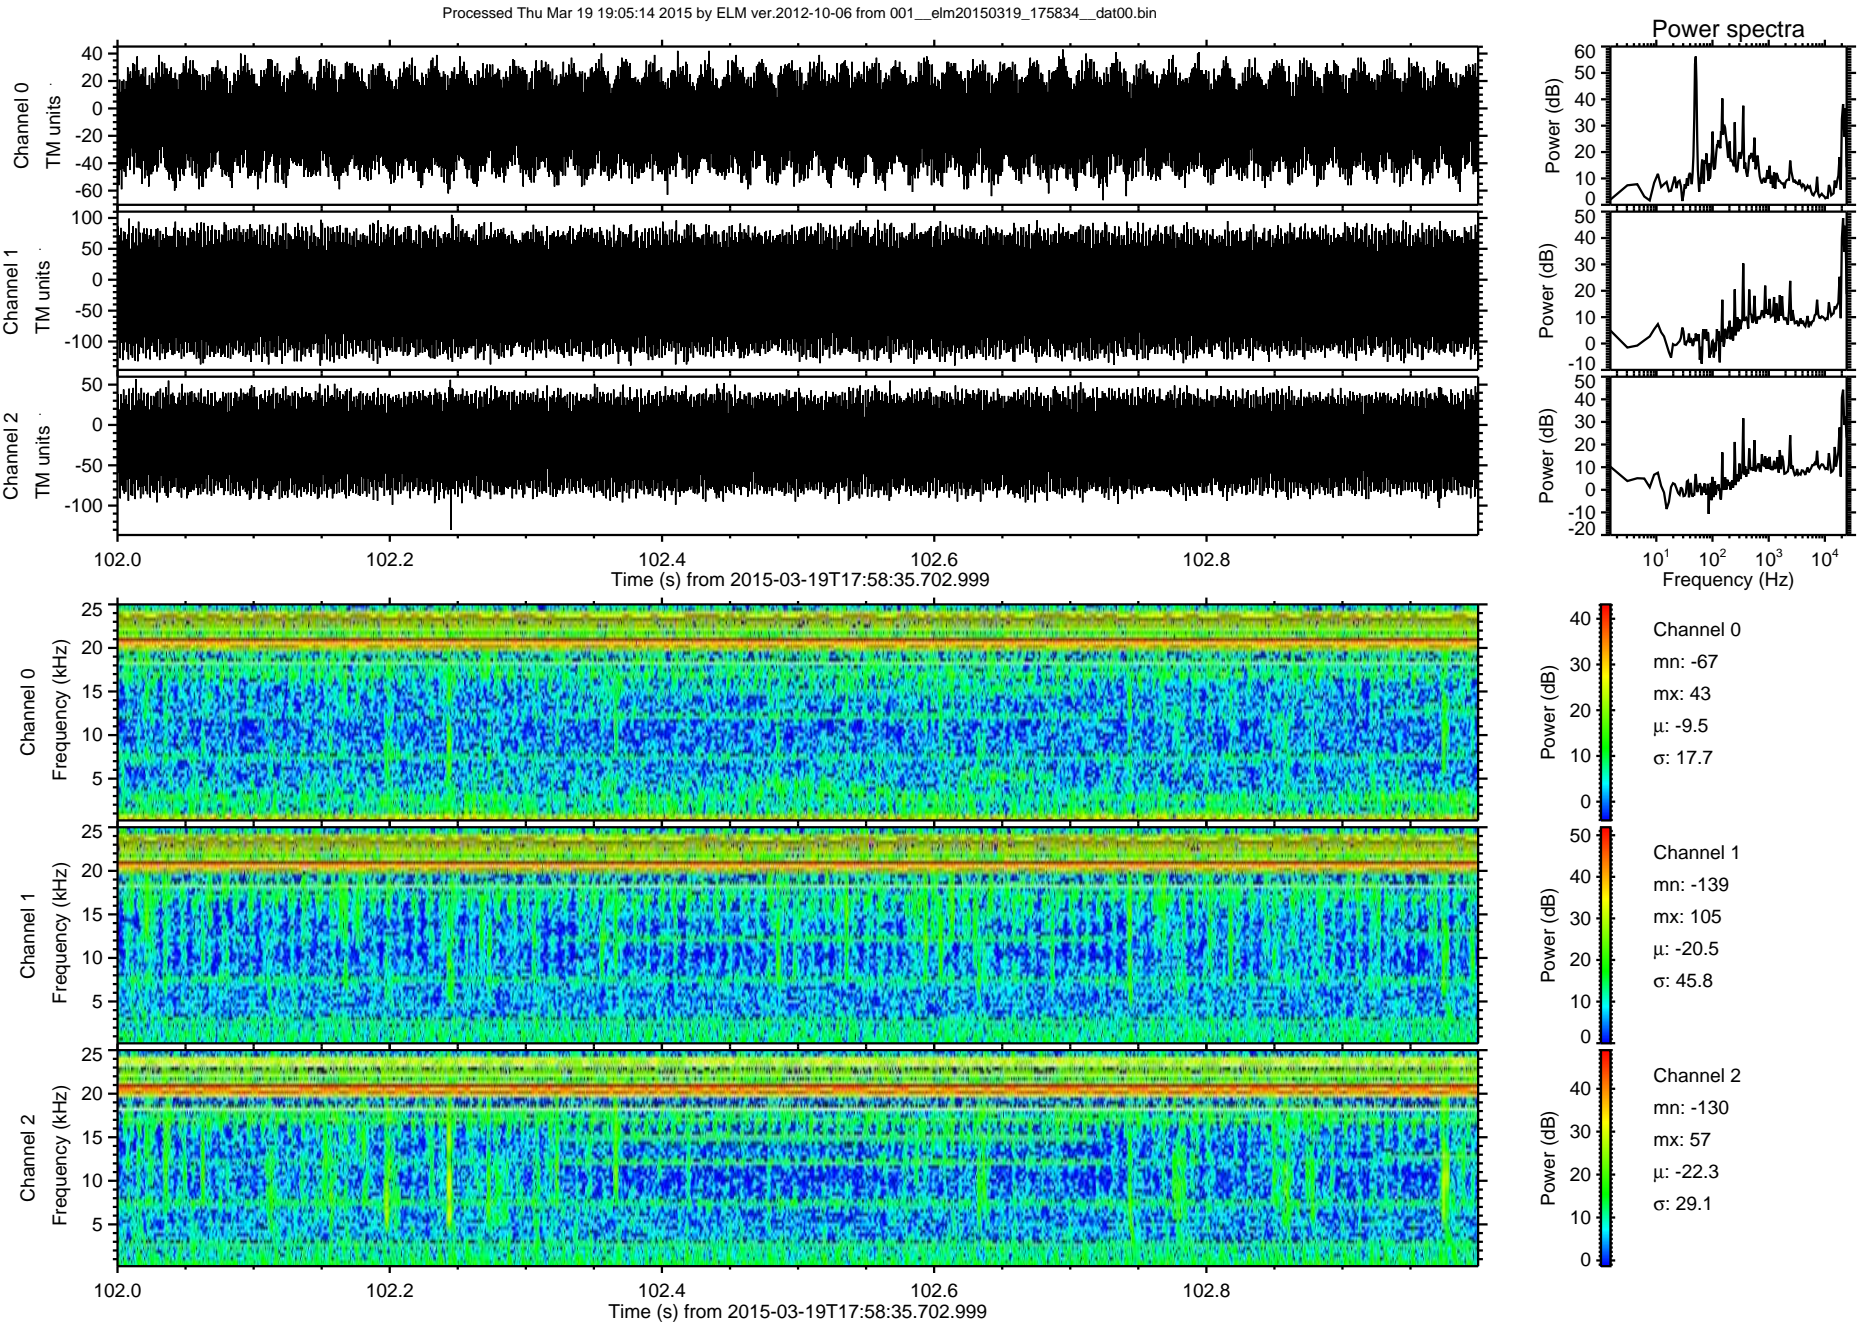 Processed Thu Mar 19 19:05:14 2015 by ELM ver.2012-10-06 from 001__elm20150319_175834__dat00.bin
Power spectra
Channel 0
TM units
40
20
0
-20
-40
-60
Power (dB)
60
50
40
30
20
10
0
Channel 1
TM units
100
50
0
-50
-100
Power (dB)
50
40
30
20
10
0
-10
Channel 2
TM units
50
0
-50
-100
Power (dB)
50
40
30
20
10
0
-10
-20
102.0 102.2 102.4 102.6 102.8
Time (s) from 2015-03-19T17:58:35.702.999
10¹ 10² 10³ 10⁴
Frequency (Hz)
Channel 0
Frequency (kHz)
25
20
15
10
5
Power (dB)
40
30
20
10
0
Channel 0
mn: -67
mx: 43
μ: -9.5
σ: 17.7
Channel 1
Frequency (kHz)
25
20
15
10
5
Power (dB)
50
40
30
20
10
0
Channel 1
mn: -139
mx: 105
μ: -20.5
σ: 45.8
Channel 2
Frequency (kHz)
25
20
15
10
5
Power (dB)
40
30
20
10
0
Channel 2
mn: -130
mx: 57
μ: -22.3
σ: 29.1
102.0 102.2 102.4 102.6 102.8
Time (s) from 2015-03-19T17:58:35.702.999